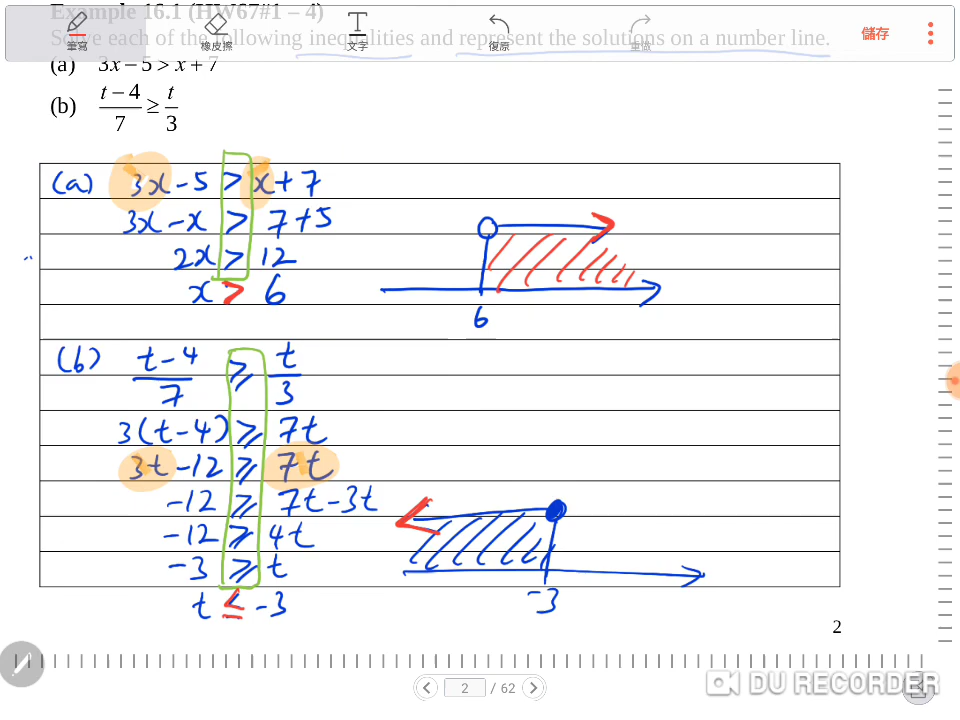 Example 16.1 (HW67#1 – 4)
Solve each of the following inequalities and represent the solutions on a number line.
筆寫 橡皮擦 文字 復原 重做 儲存
(a) 3x – 5 > x + 7
(b) (t – 4)/7 ≥ t/3
(a) 3x – 5 > x + 7
3x – x > 7 + 5
2x > 12
x > 6
6
(b) (t – 4)/7 ≥ t/3
3(t – 4) ≥ 7t
3t – 12 ≥ 7t
–12 ≥ 7t – 3t
–12 ≥ 4t
–3 ≥ t
t ≤ –3
–3
2
2 / 62
DU RECORDER